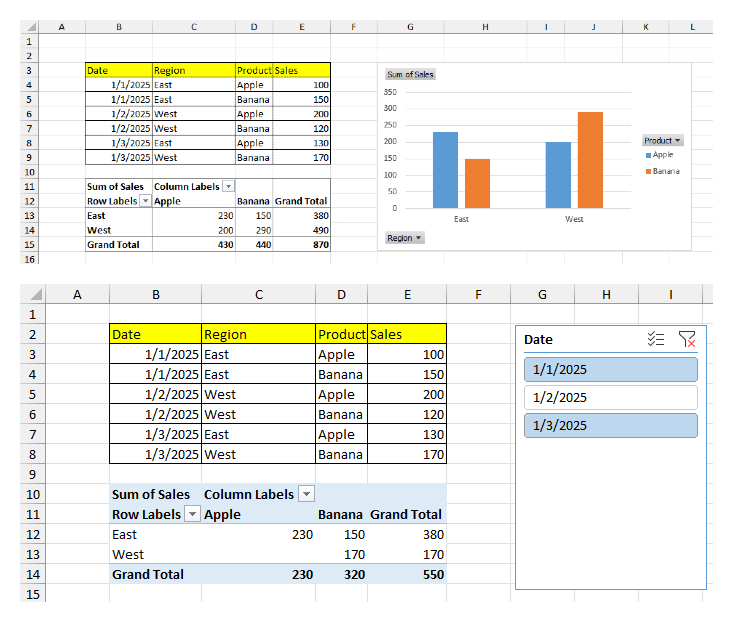 A B C D E F G H I J K L
1
2
3 Date Region Product Sales
4 1/1/2025 East Apple 100
5 1/1/2025 East Banana 150
6 1/2/2025 West Apple 200
7 1/2/2025 West Banana 120
8 1/3/2025 East Apple 130
9 1/3/2025 West Banana 170
10
11 Sum of Sales Column Labels
12 Row Labels Apple Banana Grand Total
13 East 230 150 380
14 West 200 290 490
15 Grand Total 430 440 870
16
Sum of Sales
350
300
250
200
150
100
50
0
East West
Product
Apple
Banana
Region
A B C D E F G H I
1
2 Date Region Product Sales
3 1/1/2025 East Apple 100
4 1/1/2025 East Banana 150
5 1/2/2025 West Apple 200
6 1/2/2025 West Banana 120
7 1/3/2025 East Apple 130
8 1/3/2025 West Banana 170
9
10 Sum of Sales Column Labels
11 Row Labels Apple Banana Grand Total
12 East 230 150 380
13 West 170 170
14 Grand Total 230 320 550
15
Date
1/1/2025
1/2/2025
1/3/2025